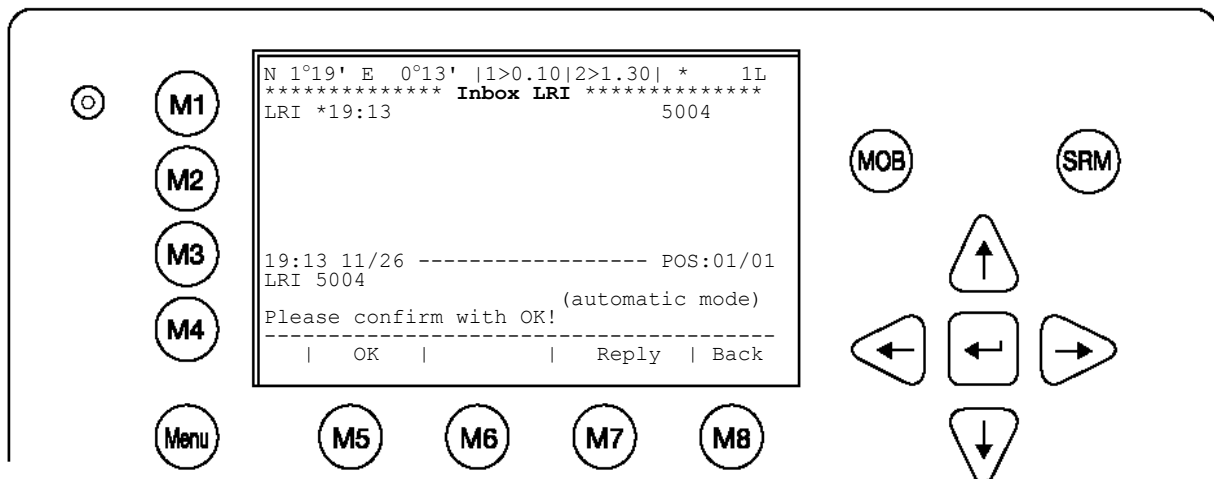 N 1°19' E 0°13' |1>0.10|2>1.30| * 1L
************** Inbox LRI **************
LRI *19:13 5004
19:13 11/26 ------------------ POS:01/01
LRI 5004
(automatic mode)
Please confirm with OK!
----------------------------------------
| OK | | Reply | Back
M1
M2
M3
M4
MOB
SRM
Menu
M5
M6
M7
M8